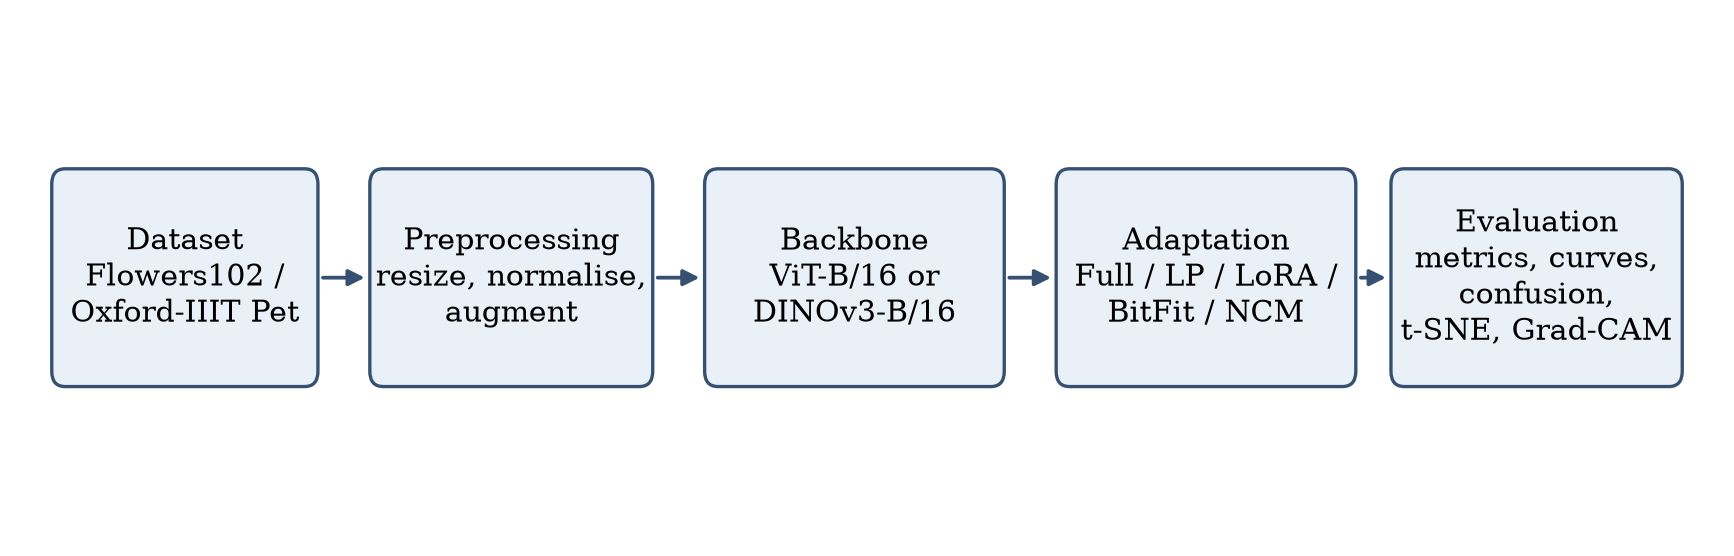 Dataset
Flowers102 /
Oxford-IIIT Pet
Preprocessing
resize, normalise,
augment
Backbone
ViT-B/16 or
DINOv3-B/16
Adaptation
Full / LP / LoRA /
BitFit / NCM
Evaluation
metrics, curves,
confusion,
t-SNE, Grad-CAM